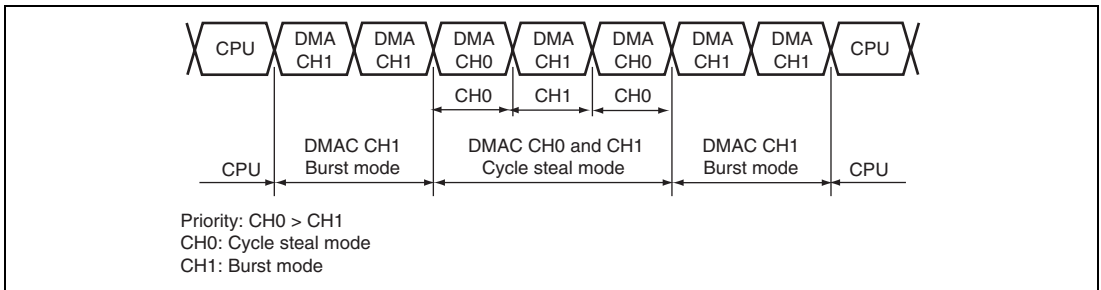 CPU DMA DMA DMA DMA DMA DMA DMA CPU
CH1 CH1 CH0 CH1 CH0 CH1 CH1
CH0 CH1 CH0
DMAC CH1 DMAC CH0 and CH1 DMAC CH1
CPU Burst mode Cycle steal mode Burst mode CPU
Priority: CH0 > CH1
CH0: Cycle steal mode
CH1: Burst mode